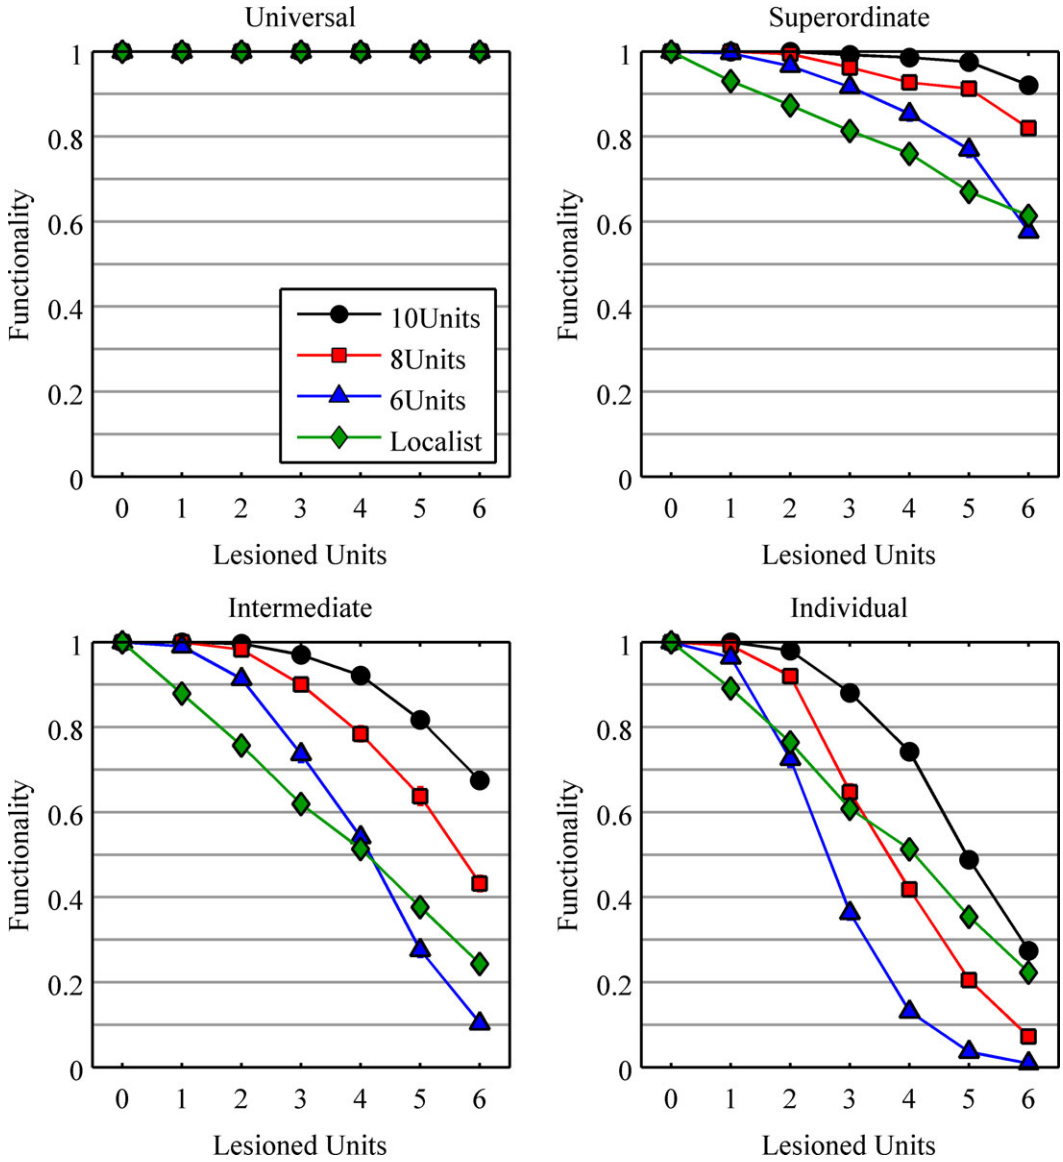 Universal
Functionality
1
0.8
0.6
0.4
0.2
0
10Units
8Units
6Units
Localist
0 1 2 3 4 5 6
Lesioned Units
Superordinate
Functionality
1
0.8
0.6
0.4
0.2
0
0 1 2 3 4 5 6
Lesioned Units
Intermediate
Functionality
1
0.8
0.6
0.4
0.2
0
0 1 2 3 4 5 6
Lesioned Units
Individual
Functionality
1
0.8
0.6
0.4
0.2
0
0 1 2 3 4 5 6
Lesioned Units